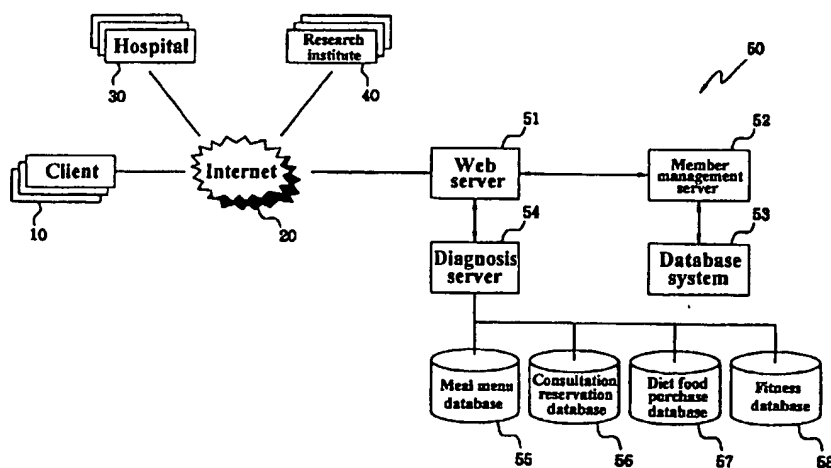 Hospital
30
Research
institute
40
50
51
Web
server
52
Member
management
server
Client
10
Internet
20
54
Diagnosis
server
53
Database
system
Meal menu
database
55
Consultation
reservation
database
56
Diet food
purchase
database
57
Fitness
database
58